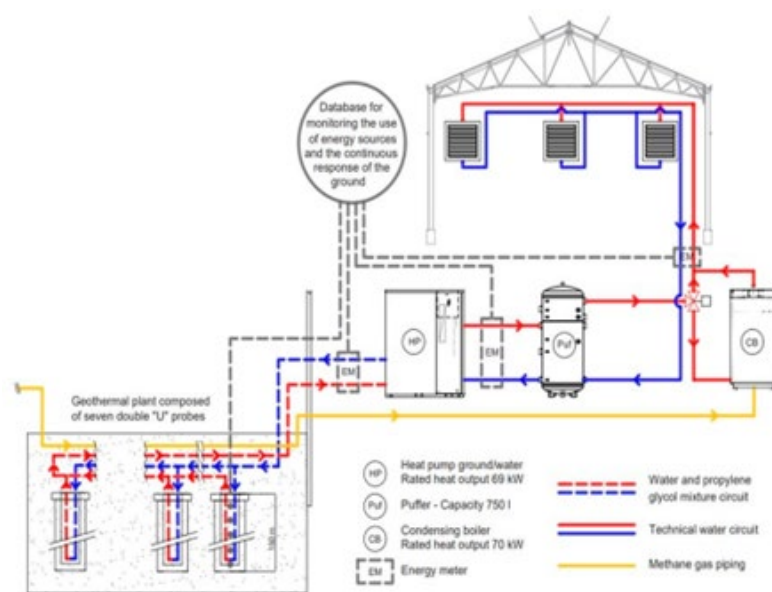 Database for
monitoring the use
of energy sources
and the continuous
response of the
ground
EM
HP
EM
Puf
CB
EM
Geothermal plant composed
of seven double "U" probes
HP
Heat pump ground/water
Rated heat output 69 kW
Puf
Puffer - Capacity 750 l
CB
Condensing boiler
Rated heat output 70 kW
EM
Energy meter
Water and propylene
glycol mixture circuit
Technical water circuit
Methane gas piping